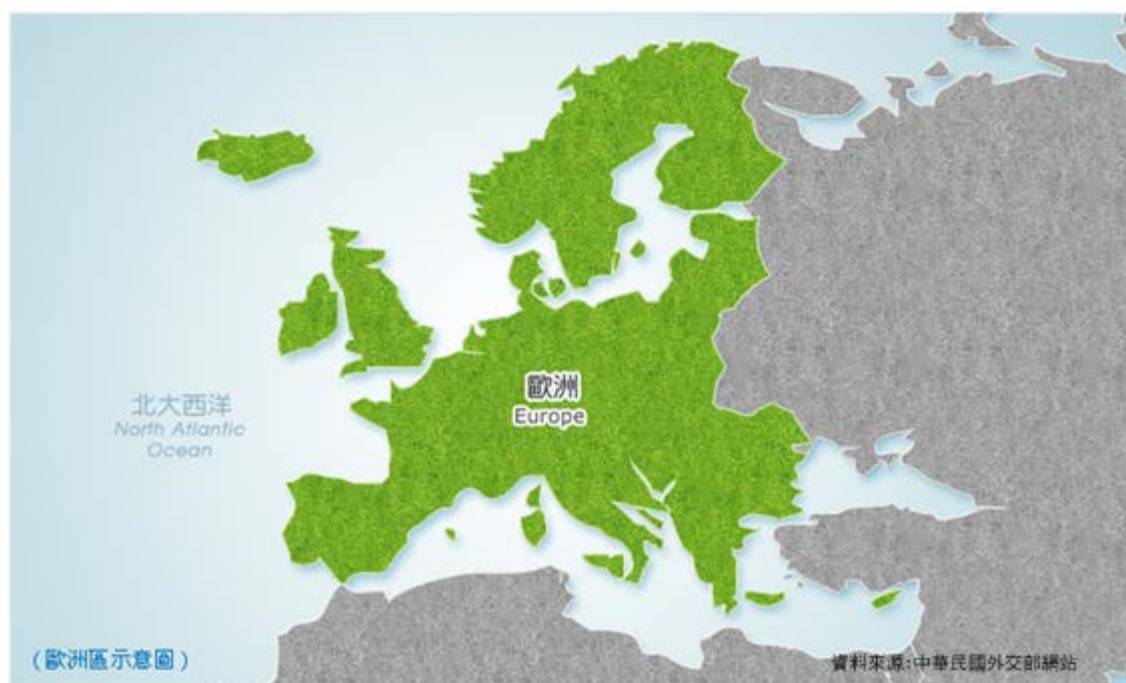 歐洲
Europe
北大西洋
North Atlantic
Ocean
(歐洲區示意圖)
資料來源:中華民國外交部網站